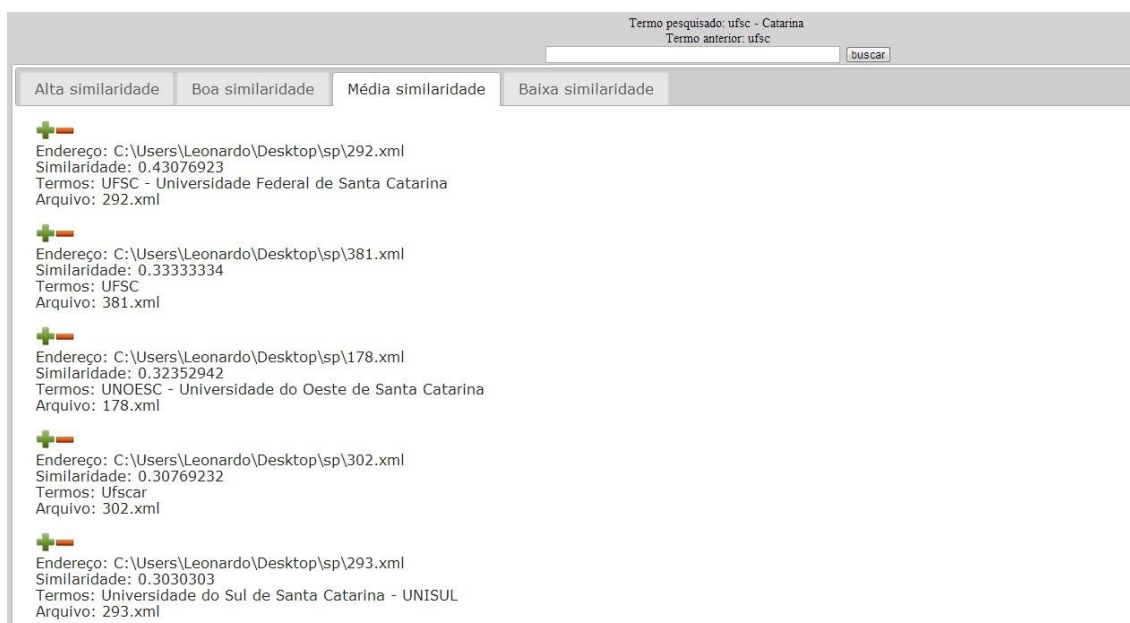 Termo pesquisado: ufsc - Catarina
Termo anterior: ufsc
buscar
Alta similaridade Boa similaridade Média similaridade Baixa similaridade
Endereço: C:\Users\Leonardo\Desktop\sp\292.xml
Similaridade: 0.43076923
Termos: UFSC - Universidade Federal de Santa Catarina
Arquivo: 292.xml
Endereço: C:\Users\Leonardo\Desktop\sp\381.xml
Similaridade: 0.33333334
Termos: UFSC
Arquivo: 381.xml
Endereço: C:\Users\Leonardo\Desktop\sp\178.xml
Similaridade: 0.32352942
Termos: UNOESC - Universidade do Oeste de Santa Catarina
Arquivo: 178.xml
Endereço: C:\Users\Leonardo\Desktop\sp\302.xml
Similaridade: 0.30769232
Termos: Ufscar
Arquivo: 302.xml
Endereço: C:\Users\Leonardo\Desktop\sp\293.xml
Similaridade: 0.3030303
Termos: Universidade do Sul de Santa Catarina - UNISUL
Arquivo: 293.xml